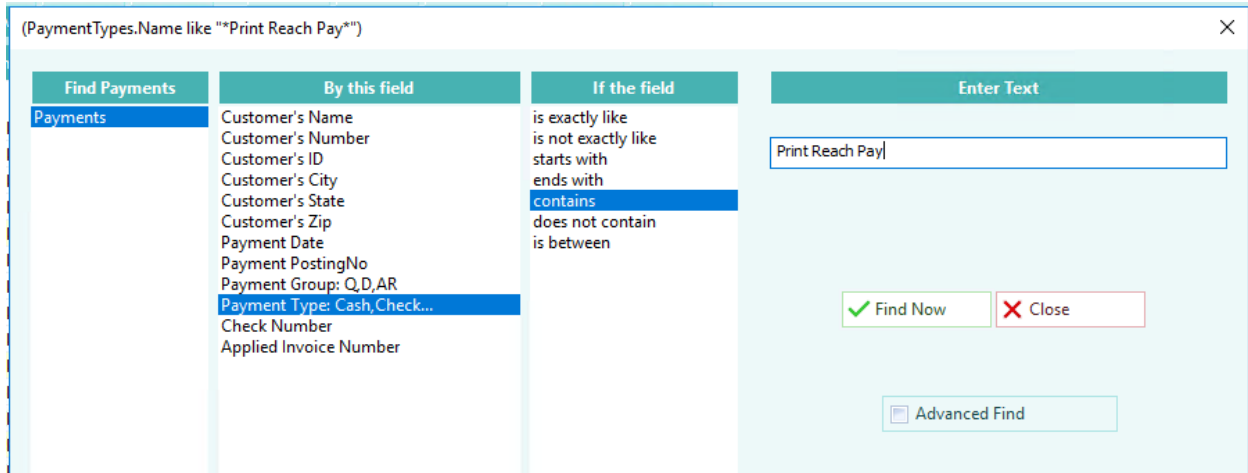 (PaymentTypes.Name like "*Print Reach Pay*")
Find Payments
Payments
By this field
Customer's Name
Customer's Number
Customer's ID
Customer's City
Customer's State
Customer's Zip
Payment Date
Payment PostingNo
Payment Group: Q,D,AR
Payment Type: Cash,Check...
Check Number
Applied Invoice Number
If the field
is exactly like
is not exactly like
starts with
ends with
contains
does not contain
is between
Enter Text
Print Reach Pay
Find Now
Close
Advanced Find